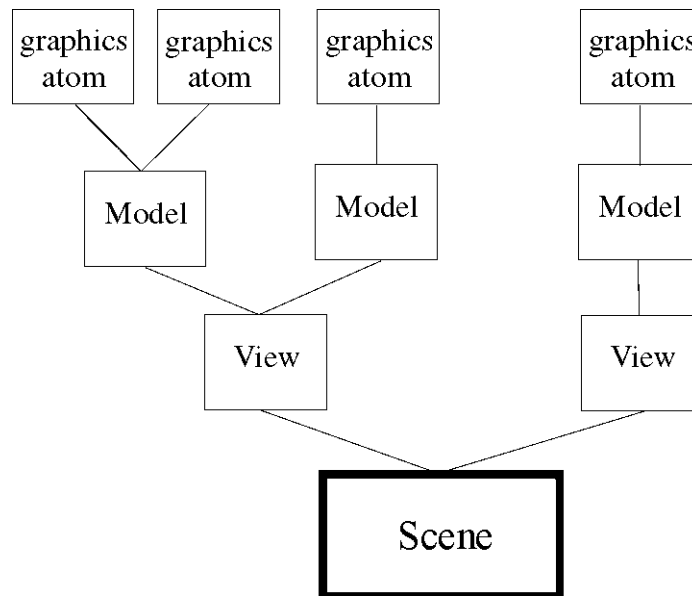 graphics
atom
graphics
atom
graphics
atom
graphics
atom
Model
Model
Model
View
View
Scene